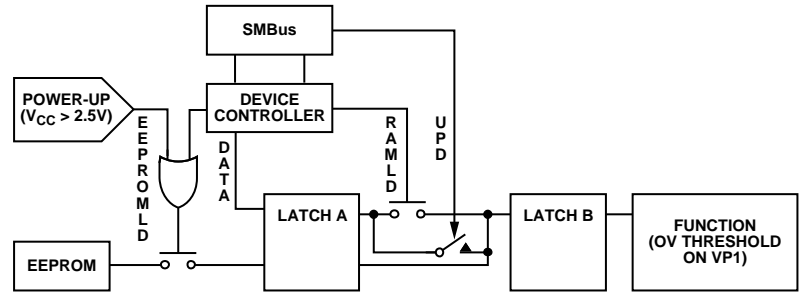 SMBus
POWER-UP
(VCC > 2.5V)
DEVICE
CONTROLLER
EEPROMLD
DATA
RAMLD
UPD
EEPROM
LATCH A
LATCH B
FUNCTION
(OV THRESHOLD
ON VP1)